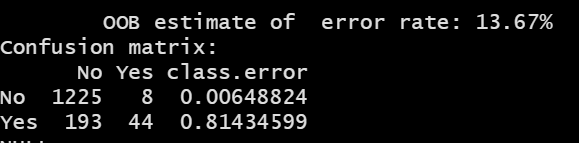 OOB estimate of  error rate: 13.67%
Confusion matrix:
      No Yes class.error
No  1225   8  0.00648824
Yes  193  44  0.81434599